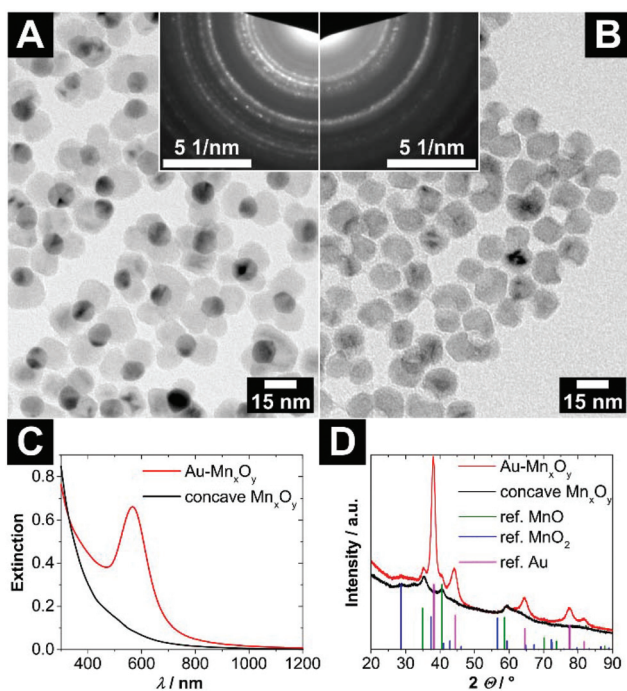 A
B
5 1/nm
5 1/nm
15 nm
15 nm
C
D
Au-MnxOy
concave MnxOy
Extinction
0.8
0.6
0.4
0.2
0.0
400 600 800 1000 1200
λ / nm
Au-MnxOy
concave MnxOy
ref. MnO
ref. MnO2
ref. Au
Intensity / a.u.
20 30 40 50 60 70 80 90
2 Θ / °